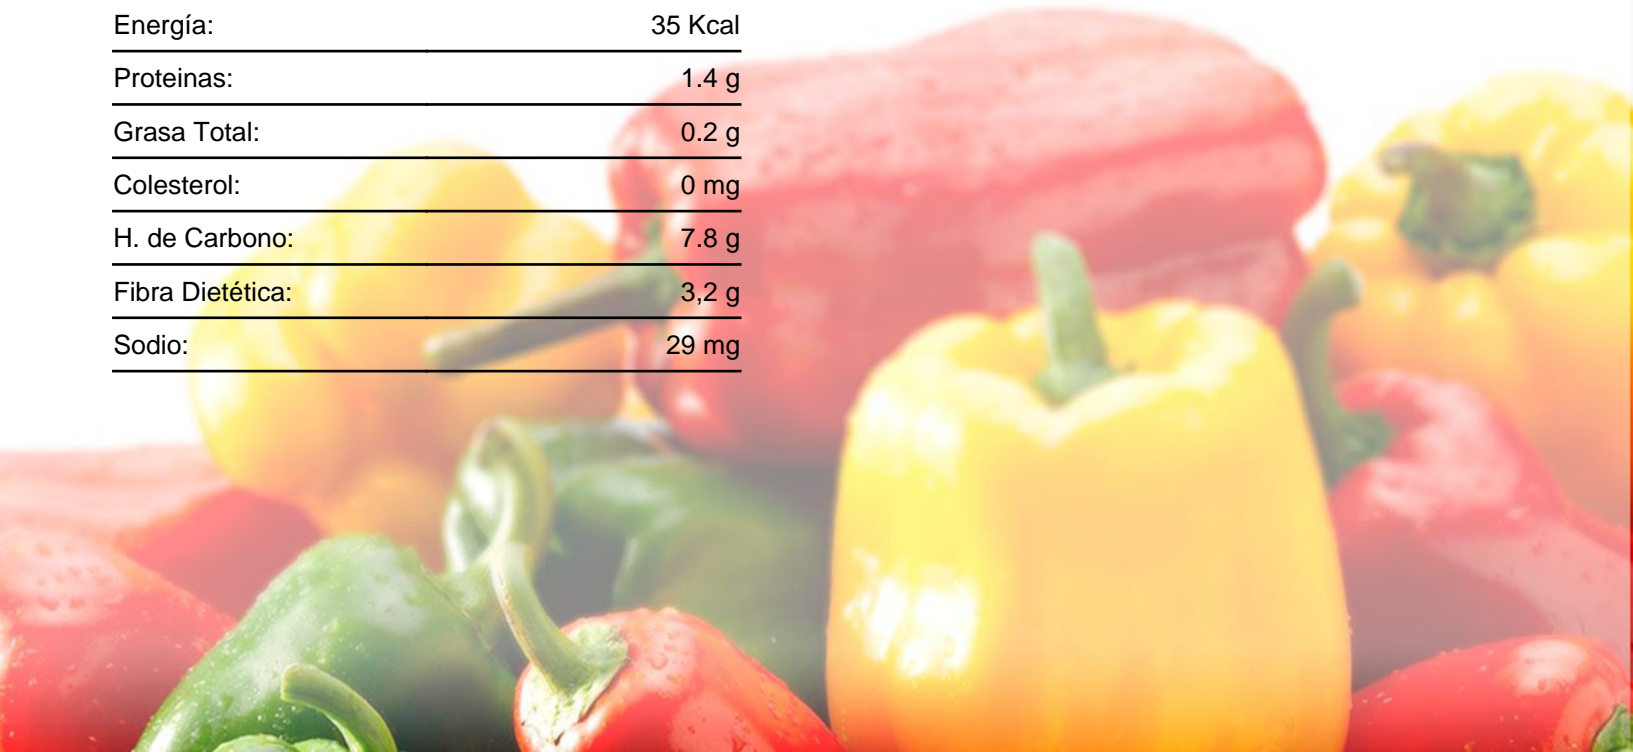 Energía: 35 Kcal
Proteinas: 1.4 g
Grasa Total: 0.2 g
Colesterol: 0 mg
H. de Carbono: 7.8 g
Fibra Dietética: 3,2 g
Sodio: 29 mg